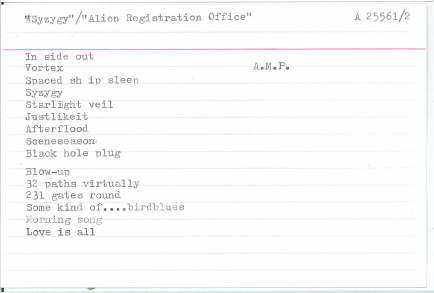 "Syzygy"/"Alien Registration Office" A 25561/2
In side out
Vortex A.M.P.
Spaced sh ip sleep
Syzygy
Starlight veil
Justlikeit
Afterflood
Sceneseason
Black hole plug
Blow-up
32 paths virtually
231 gates round
Some kind of....birdblues
Morning song
Love is all